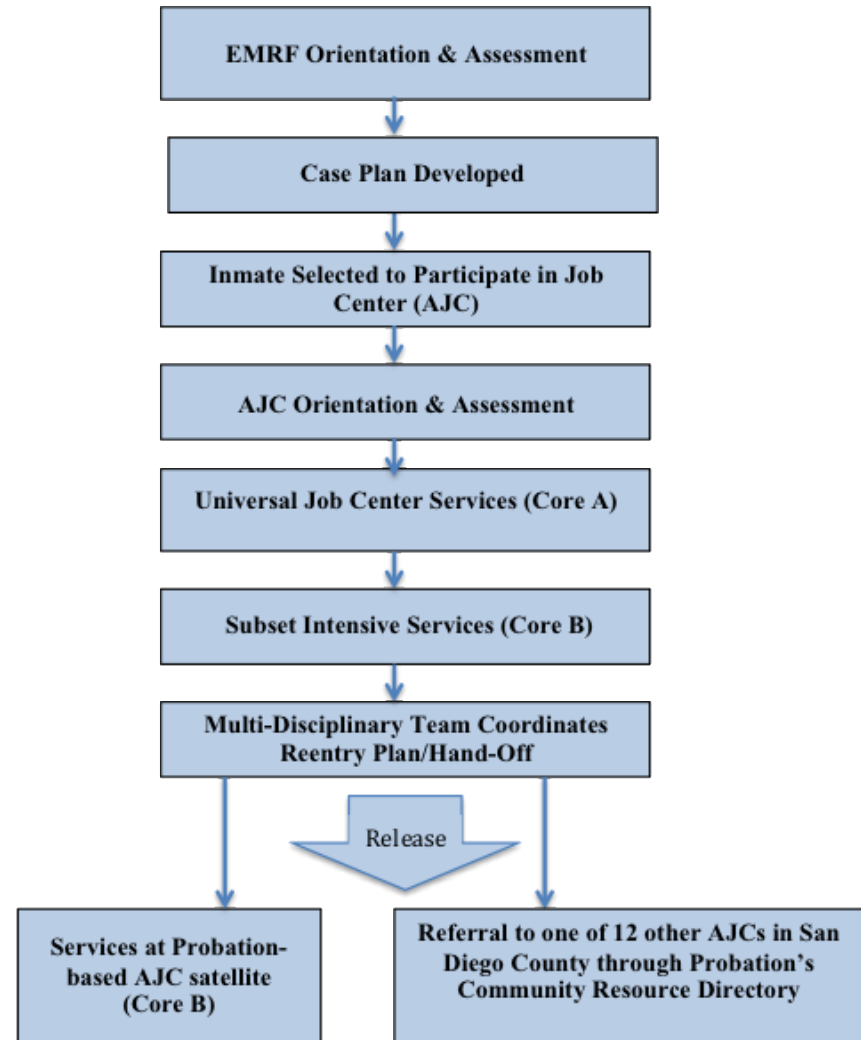 EMRF Orientation & Assessment
Case Plan Developed
Inmate Selected to Participate in Job
Center (AJC)
AJC Orientation & Assessment
Universal Job Center Services (Core A)
Subset Intensive Services (Core B)
Multi-Disciplinary Team Coordinates
Reentry Plan/Hand-Off
Release
Services at Probation-
based AJC satellite
(Core B)
Referral to one of 12 other AJCs in San
Diego County through Probation’s
Community Resource Directory